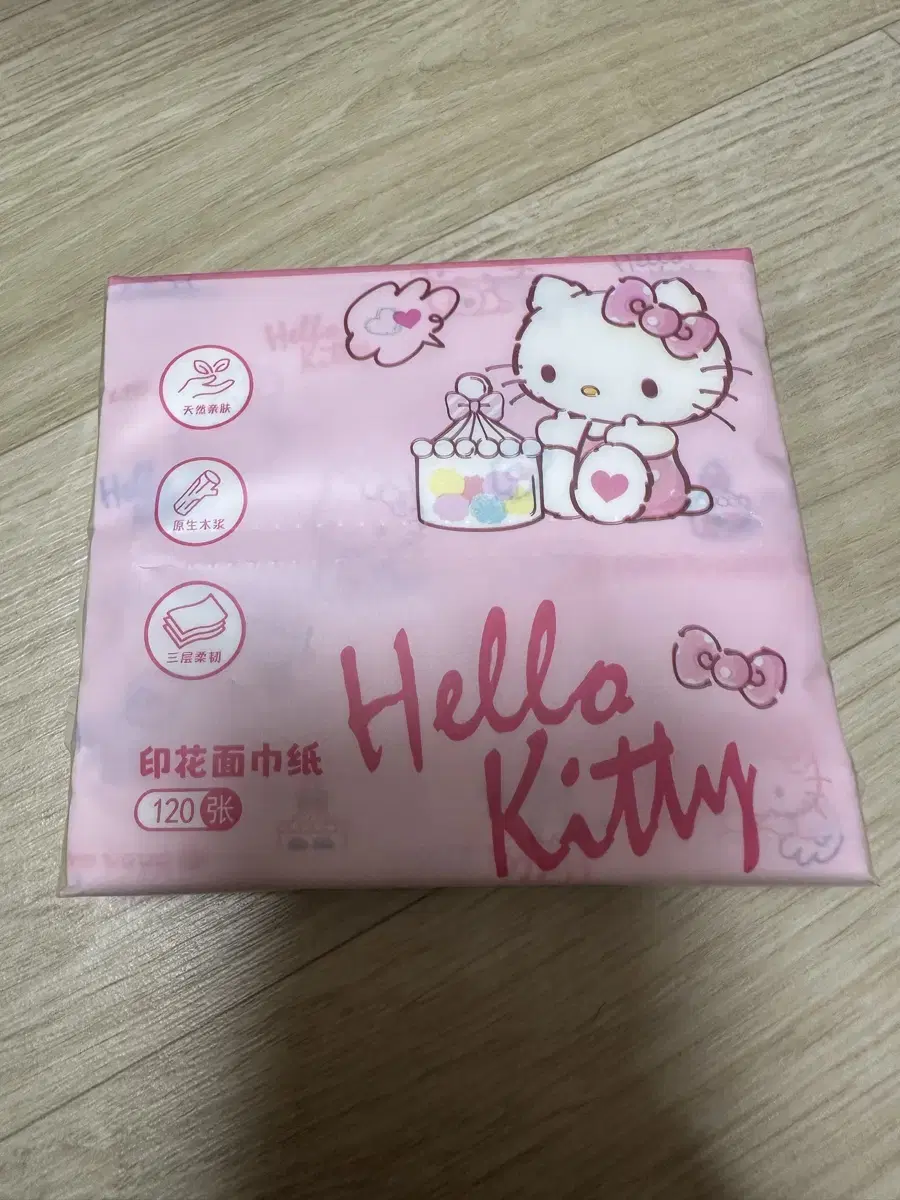 天然亲肤
原生木浆
三层柔韧
Hello
Kitty
印花面巾纸
120张